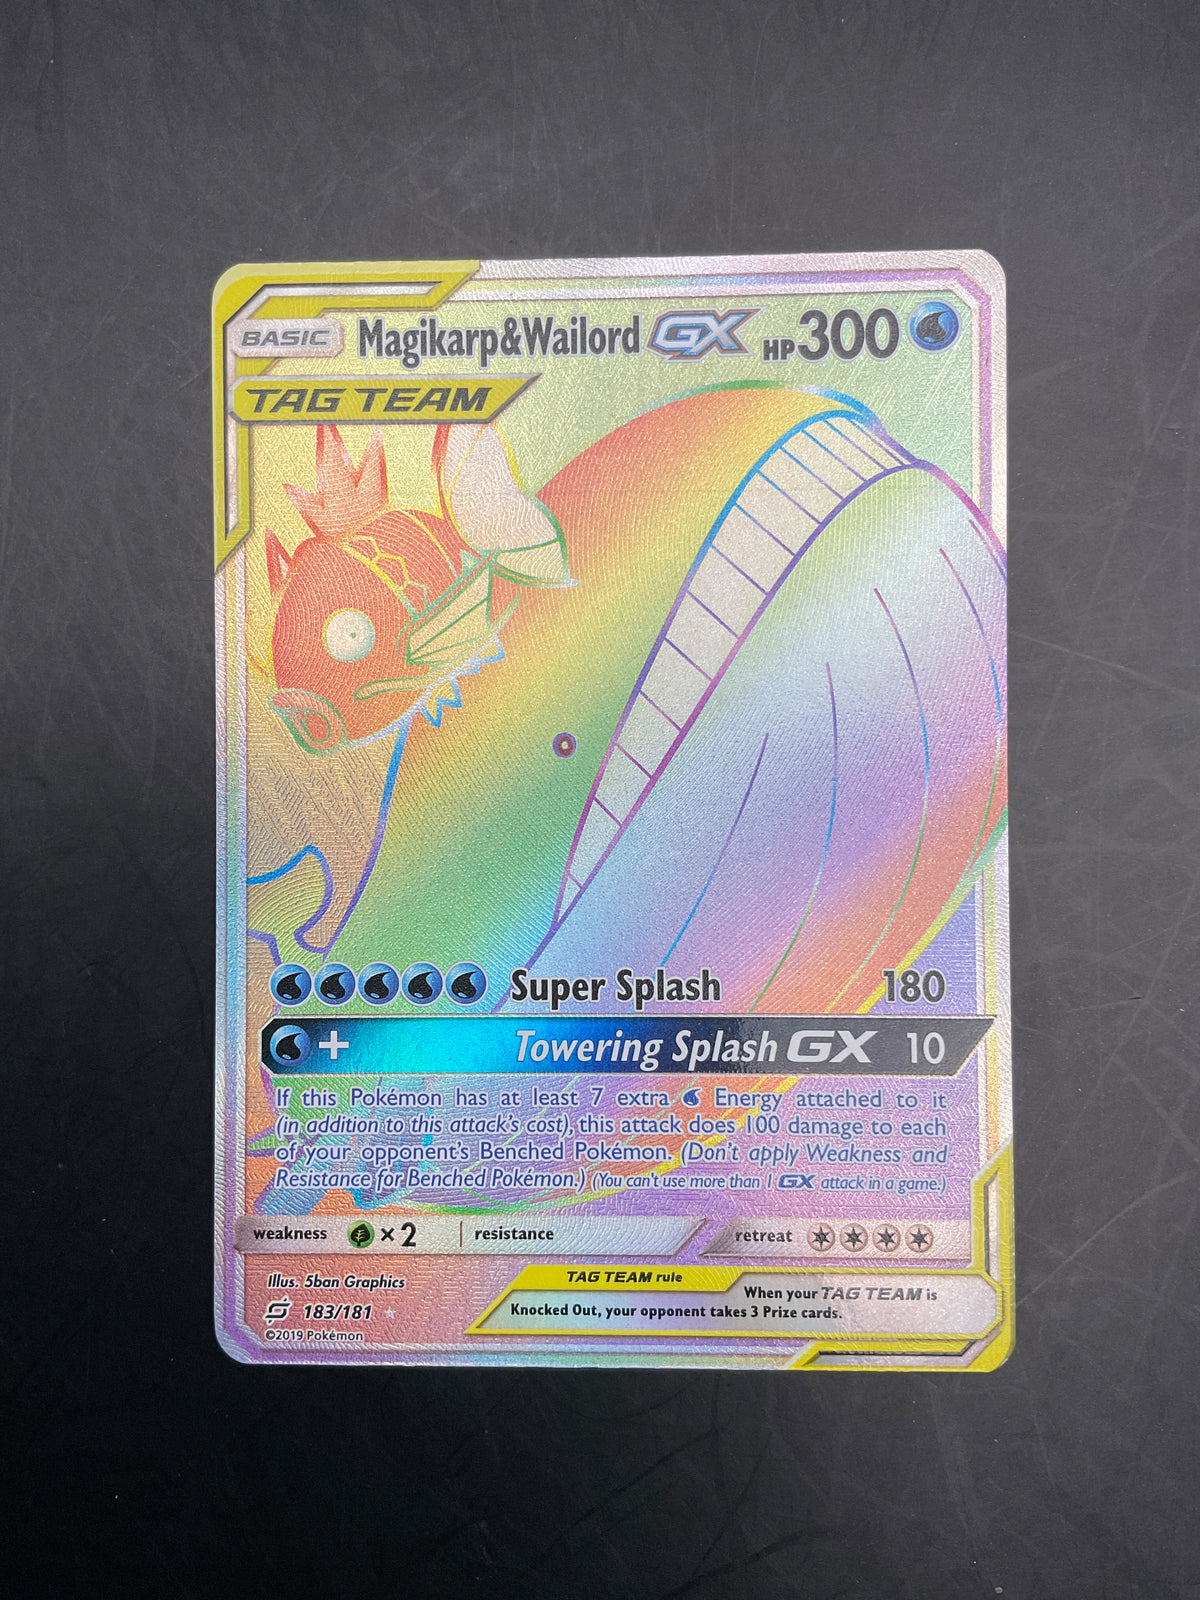 BASIC Magikarp&Wailord GX HP 300
TAG TEAM
Super Splash 180
+ Towering Splash GX 10
If this Pokémon has at least 7 extra Energy attached to it
(in addition to this attack's cost), this attack does 100 damage to each
of your opponent's Benched Pokémon. (Don't apply Weakness and
Resistance for Benched Pokémon.) (You can't use more than 1 GX attack in a game.)
weakness ×2 resistance retreat
Illus. 5ban Graphics
183/181
©2019 Pokémon
TAG TEAM rule
When your TAG TEAM is
Knocked Out, your opponent takes 3 Prize cards.